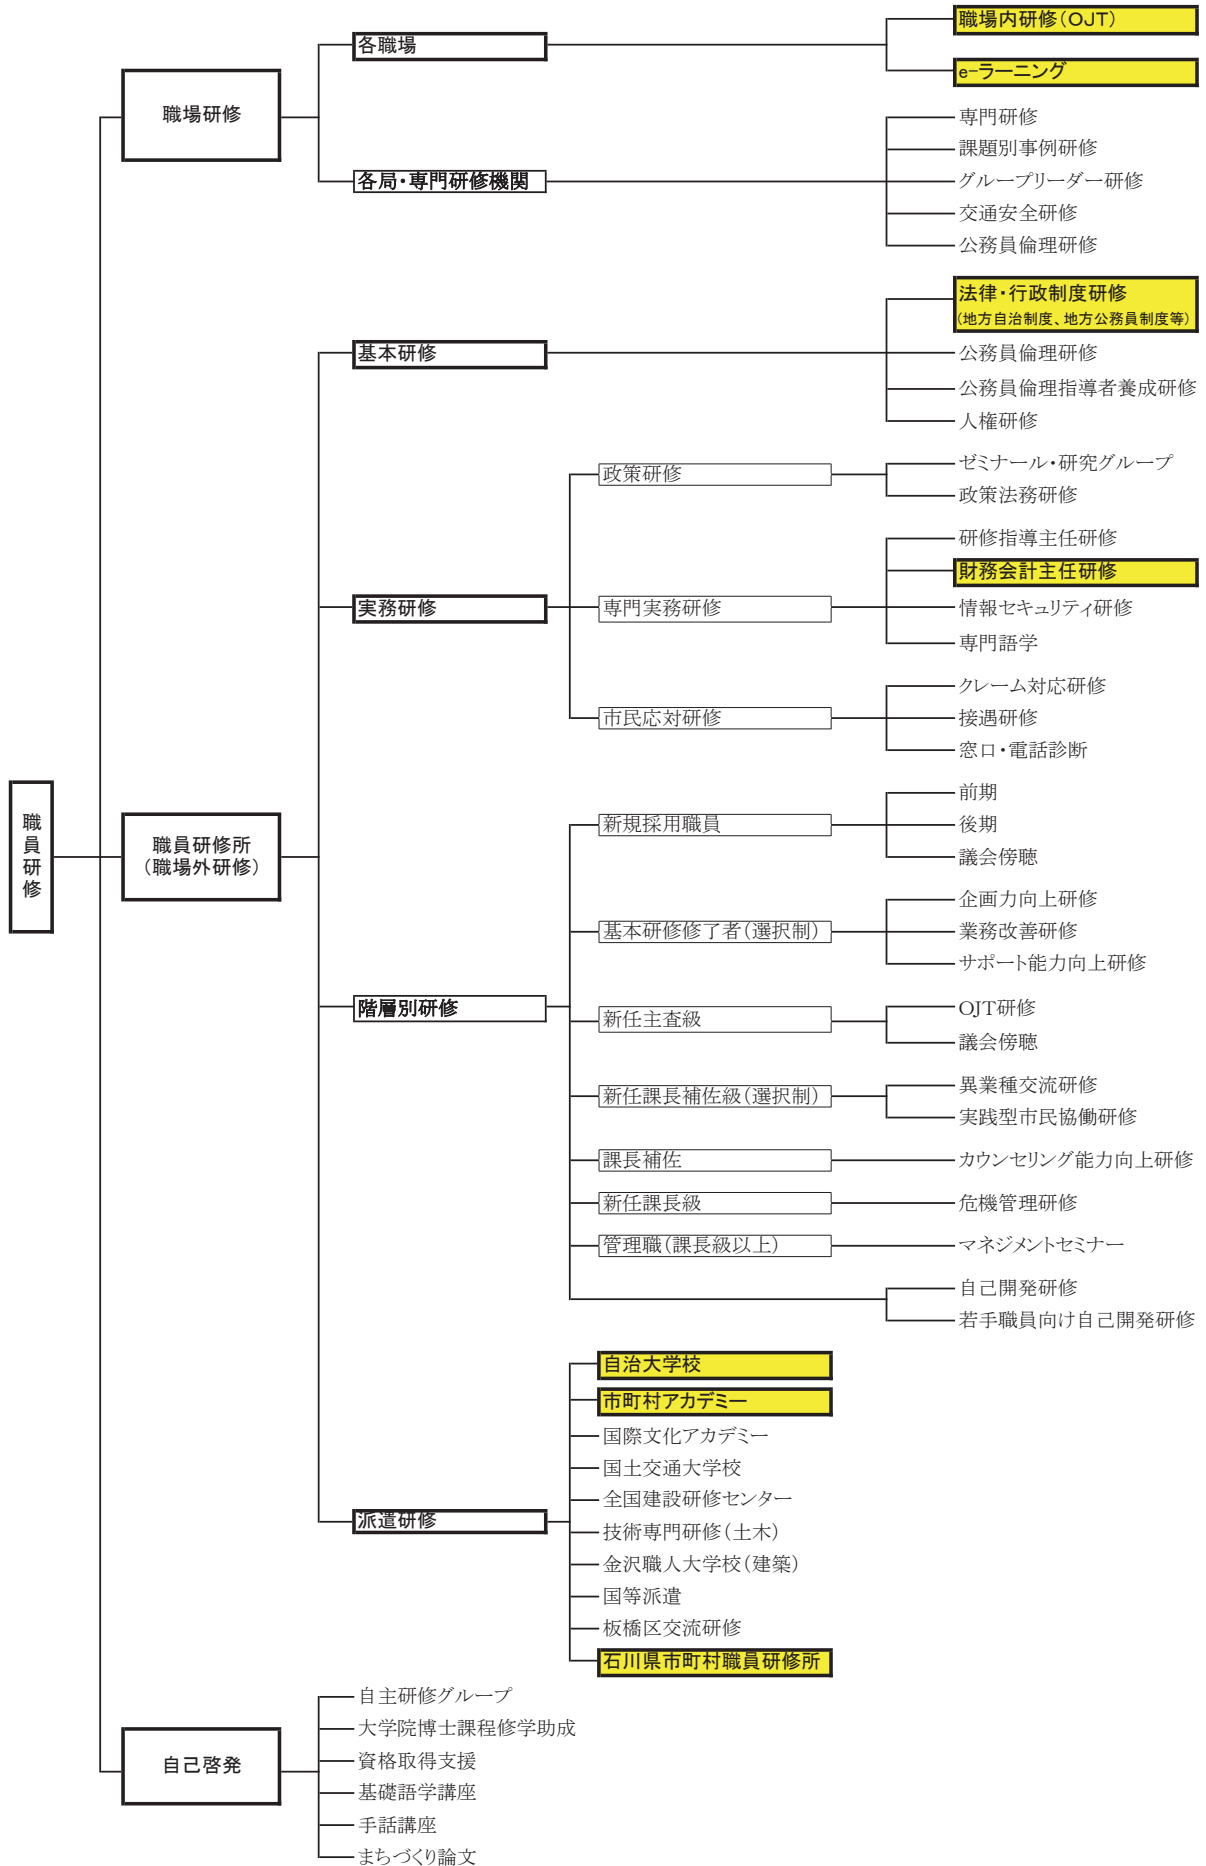 職員研修
職場研修
各職場
職場内研修(OJT)
e-ラーニング
各局・専門研修機関
専門研修
課題別事例研修
グループリーダー研修
交通安全研修
公務員倫理研修
職員研修所
(職場外研修)
基本研修
法律・行政制度研修
(地方自治制度、地方公務員制度等)
公務員倫理研修
公務員倫理指導者養成研修
人権研修
実務研修
政策研修
ゼミナール・研究グループ
政策法務研修
専門実務研修
研修指導主任研修
財務会計主任研修
情報セキュリティ研修
専門語学
市民応対研修
クレーム対応研修
接遇研修
窓口・電話診断
階層別研修
新規採用職員
前期
後期
議会傍聴
基本研修修了者(選択制)
企画力向上研修
業務改善研修
サポート能力向上研修
新任主査級
OJT研修
議会傍聴
新任課長補佐級(選択制)
異業種交流研修
実践型市民協働研修
課長補佐
カウンセリング能力向上研修
新任課長級
危機管理研修
管理職(課長級以上)
マネジメントセミナー
自己開発研修
若手職員向け自己開発研修
派遣研修
自治大学校
市町村アカデミー
国際文化アカデミー
国土交通大学校
全国建設研修センター
技術専門研修(土木)
金沢職人大学校(建築)
国等派遣
板橋区交流研修
石川県市町村職員研修所
自己啓発
自主研修グループ
大学院博士課程修学助成
資格取得支援
基礎語学講座
手話講座
まちづくり論文